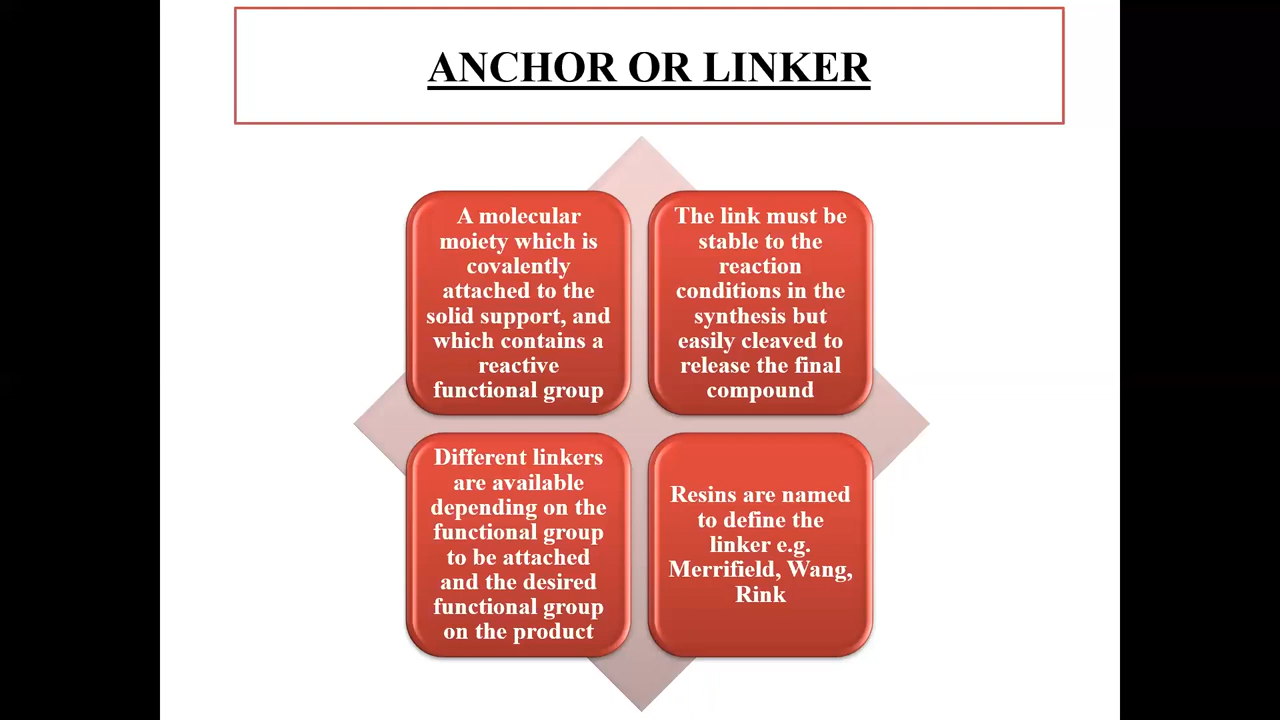 ANCHOR OR LINKER
A molecular
moiety which is
covalently
attached to the
solid support, and
which contains a
reactive
functional group
The link must be
stable to the
reaction
conditions in the
synthesis but
easily cleaved to
release the final
compound
Different linkers
are available
depending on the
functional group
to be attached
and the desired
functional group
on the product
Resins are named
to define the
linker e.g.
Merrifield, Wang,
Rink